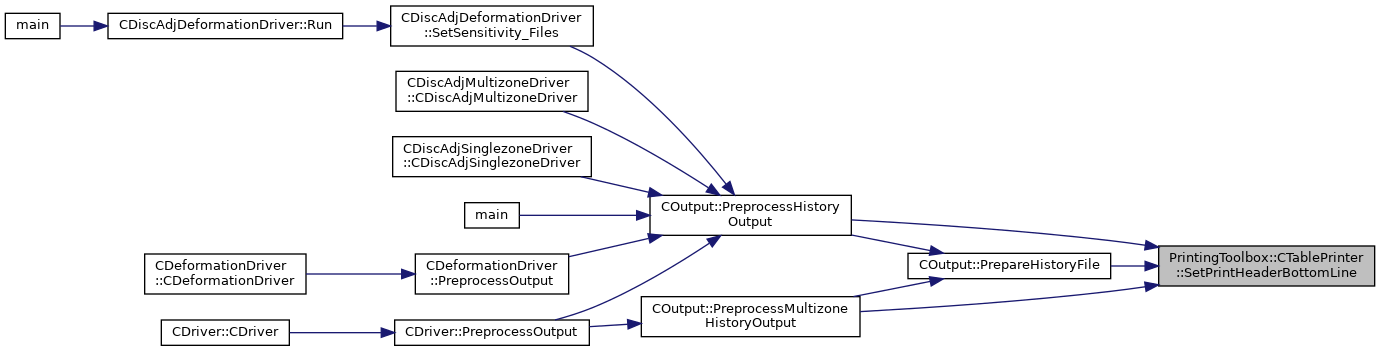 main
CDiscAdjDeformationDriver::Run
CDiscAdjDeformationDriver
::SetSensitivity_Files
CDiscAdjMultizoneDriver
::CDiscAdjMultizoneDriver
CDiscAdjSinglezoneDriver
::CDiscAdjSinglezoneDriver
main
COutput::PreprocessHistory
Output
CDeformationDriver
::CDeformationDriver
CDeformationDriver
::PreprocessOutput
COutput::PrepareHistoryFile
PrintingToolbox::CTablePrinter
::SetPrintHeaderBottomLine
COutput::PreprocessMultizone
HistoryOutput
CDriver::CDriver
CDriver::PreprocessOutput